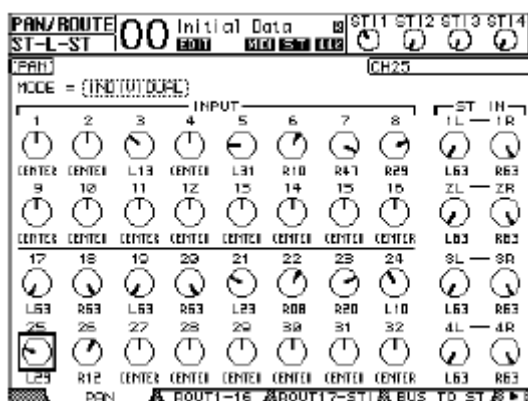 PAN/ROUTE 00 Initial Data ST1 ST2 ST3 ST4
ST-L-ST EDIT
PAN CH25
MODE = (INDIVIDUAL)
INPUT ST IN
1 2 3 4 5 6 7 8 1L — 1R
CENTER CENTER L13 CENTER L31 R10 R47 R29 L63 R63
9 10 11 12 13 14 15 16 2L — 2R
CENTER CENTER CENTER CENTER CENTER CENTER CENTER CENTER L63 R63
17 18 19 20 21 22 23 24 3L — 3R
L63 R63 L63 R63 L23 R08 R20 L10 L63 R63
25 26 27 28 29 30 31 32 4L — 4R
L29 R12 CENTER CENTER CENTER CENTER CENTER CENTER L63 R63
PAN ROUT1-16 ROUT17-STI BUS TO ST